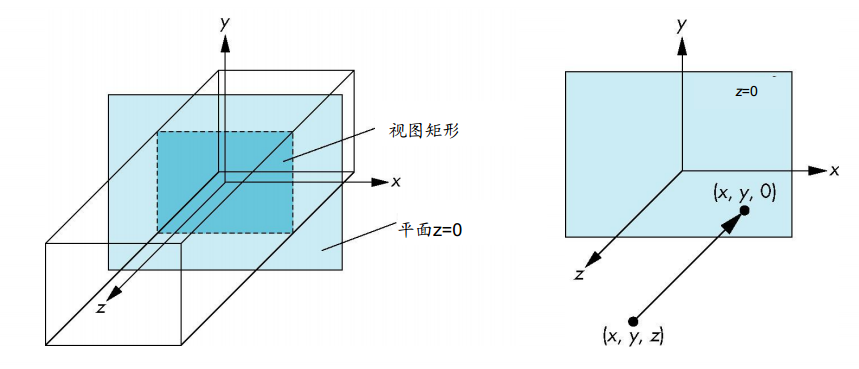 y
视图矩形
x
平面z=0
z
y
z=0
x
(x, y, 0)
z
(x, y, z)